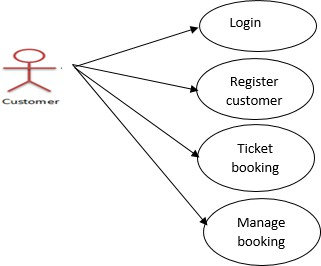 Login
Register
customer
Customer
Ticket
booking
Manage
booking